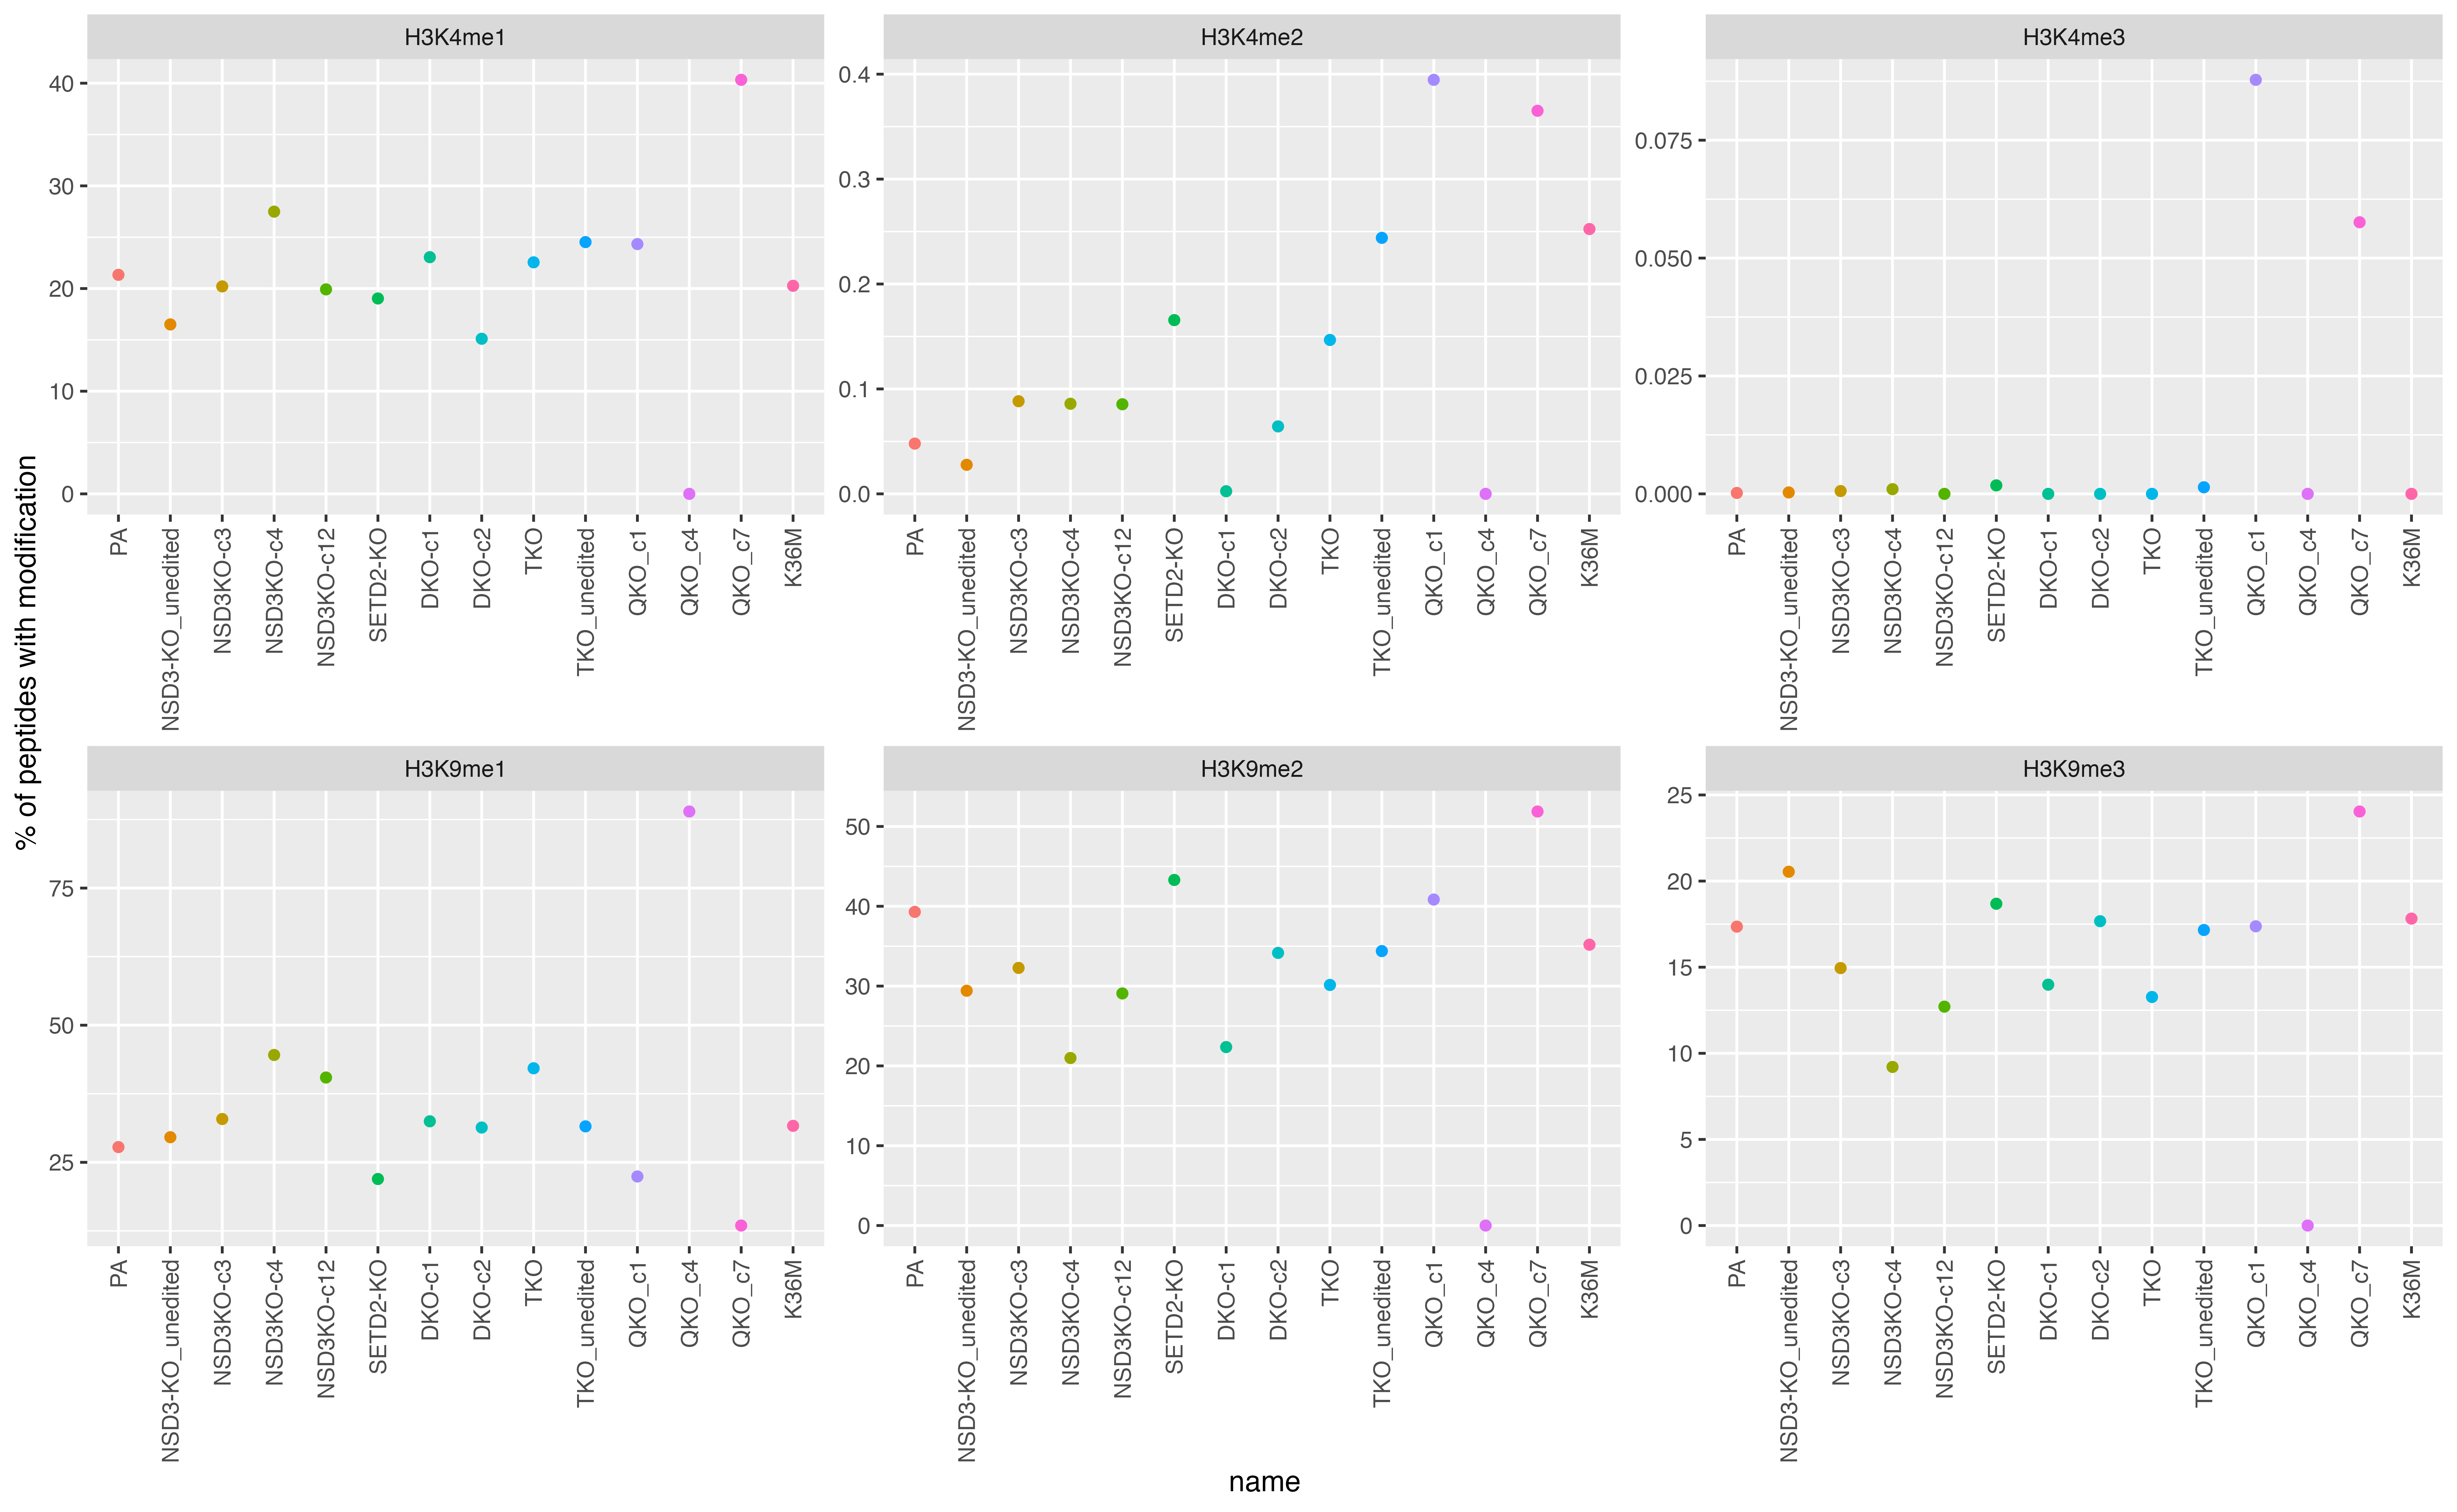 H3K4me1
H3K4me2
H3K4me3
40
30
20
10
0
0.4
0.3
0.2
0.1
0.0
0.075
0.050
0.025
0.000
PA
NSD3-KO_unedited
NSD3KO-c3
NSD3KO-c4
NSD3KO-c12
SETD2-KO
DKO-c1
DKO-c2
TKO
TKO_unedited
QKO_c1
QKO_c4
QKO_c7
K36M
PA
NSD3-KO_unedited
NSD3KO-c3
NSD3KO-c4
NSD3KO-c12
SETD2-KO
DKO-c1
DKO-c2
TKO
TKO_unedited
QKO_c1
QKO_c4
QKO_c7
K36M
PA
NSD3-KO_unedited
NSD3KO-c3
NSD3KO-c4
NSD3KO-c12
SETD2-KO
DKO-c1
DKO-c2
TKO
TKO_unedited
QKO_c1
QKO_c4
QKO_c7
K36M
% of peptides with modification
H3K9me1
H3K9me2
H3K9me3
75
50
25
50
40
30
20
10
0
25
20
15
10
5
0
PA
NSD3-KO_unedited
NSD3KO-c3
NSD3KO-c4
NSD3KO-c12
SETD2-KO
DKO-c1
DKO-c2
TKO
TKO_unedited
QKO_c1
QKO_c4
QKO_c7
K36M
PA
NSD3-KO_unedited
NSD3KO-c3
NSD3KO-c4
NSD3KO-c12
SETD2-KO
DKO-c1
DKO-c2
TKO
TKO_unedited
QKO_c1
QKO_c4
QKO_c7
K36M
PA
NSD3-KO_unedited
NSD3KO-c3
NSD3KO-c4
NSD3KO-c12
SETD2-KO
DKO-c1
DKO-c2
TKO
TKO_unedited
QKO_c1
QKO_c4
QKO_c7
K36M
name